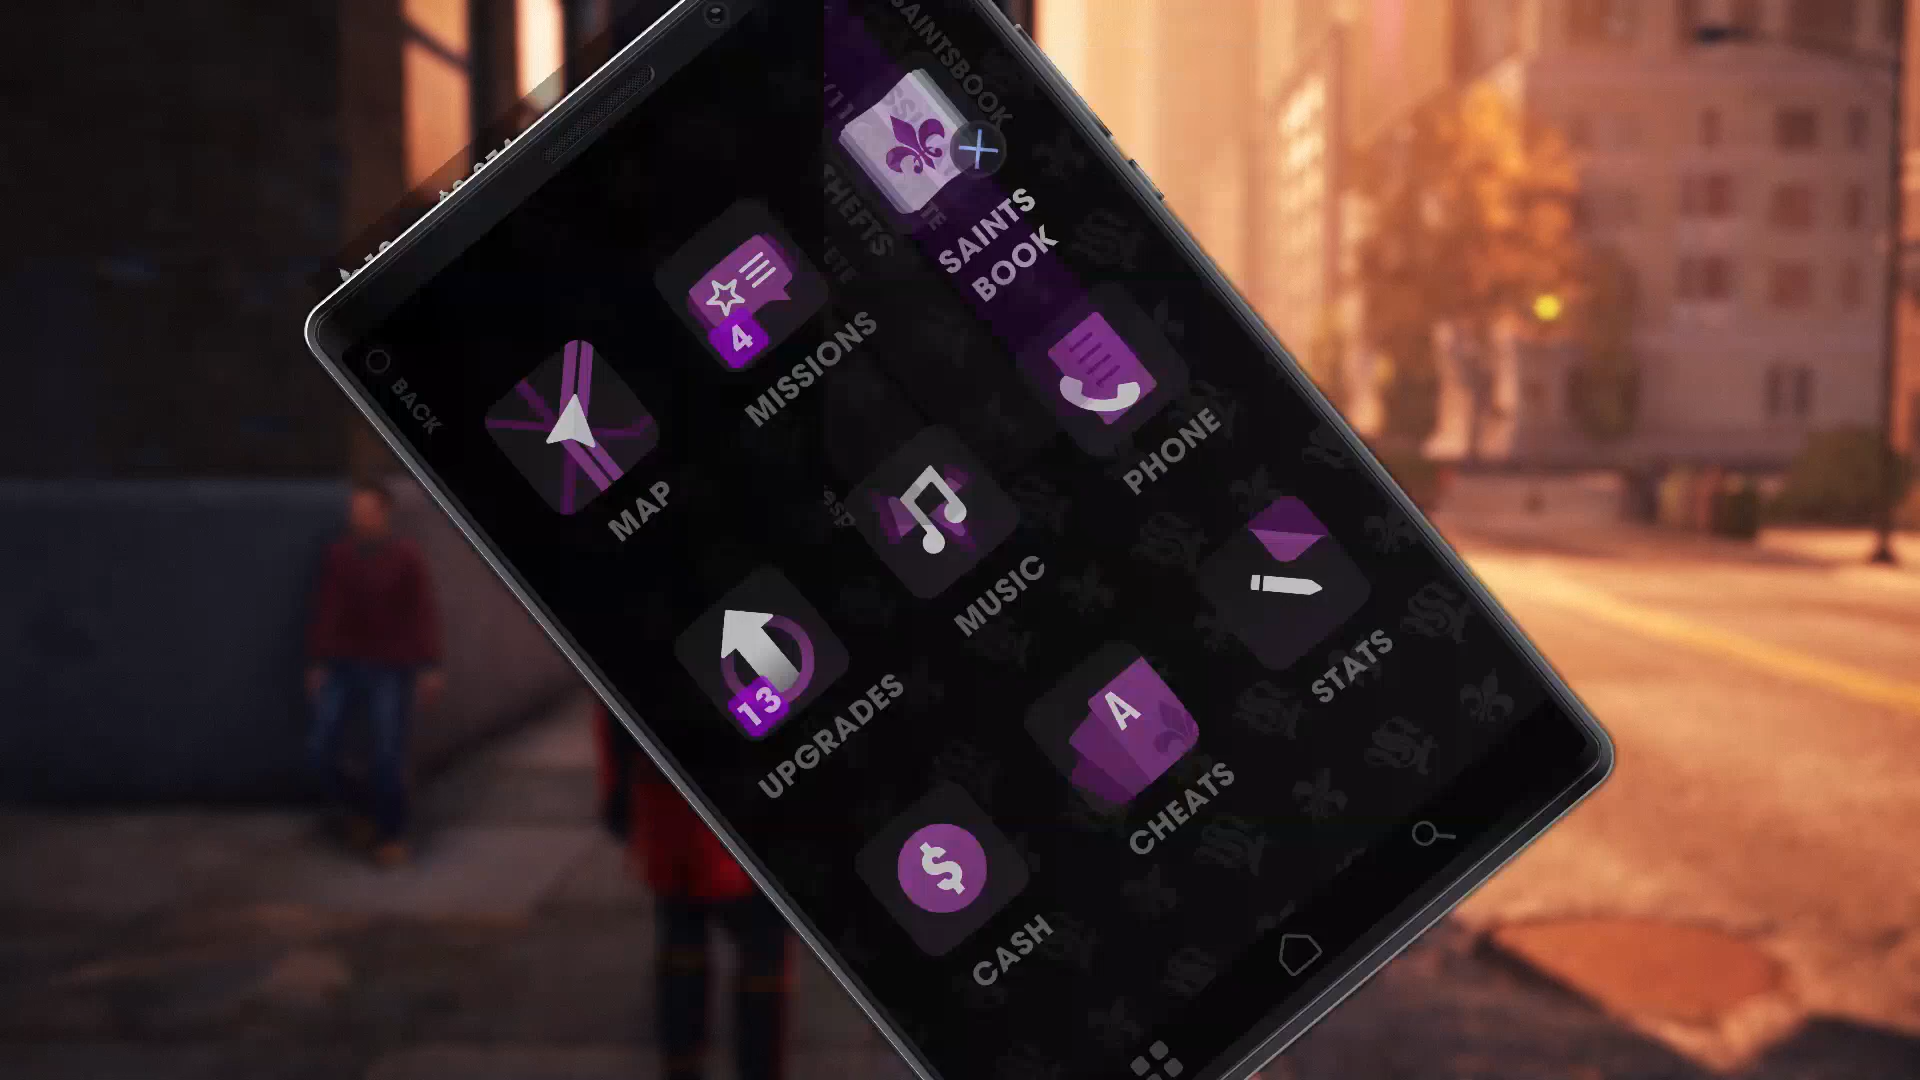 SAINTSBOOK
BACK
MAP
4
MISSIONS
SAINTS
BOOK
13
UPGRADES
MUSIC
PHONE
$
CASH
A
CHEATS
STATS